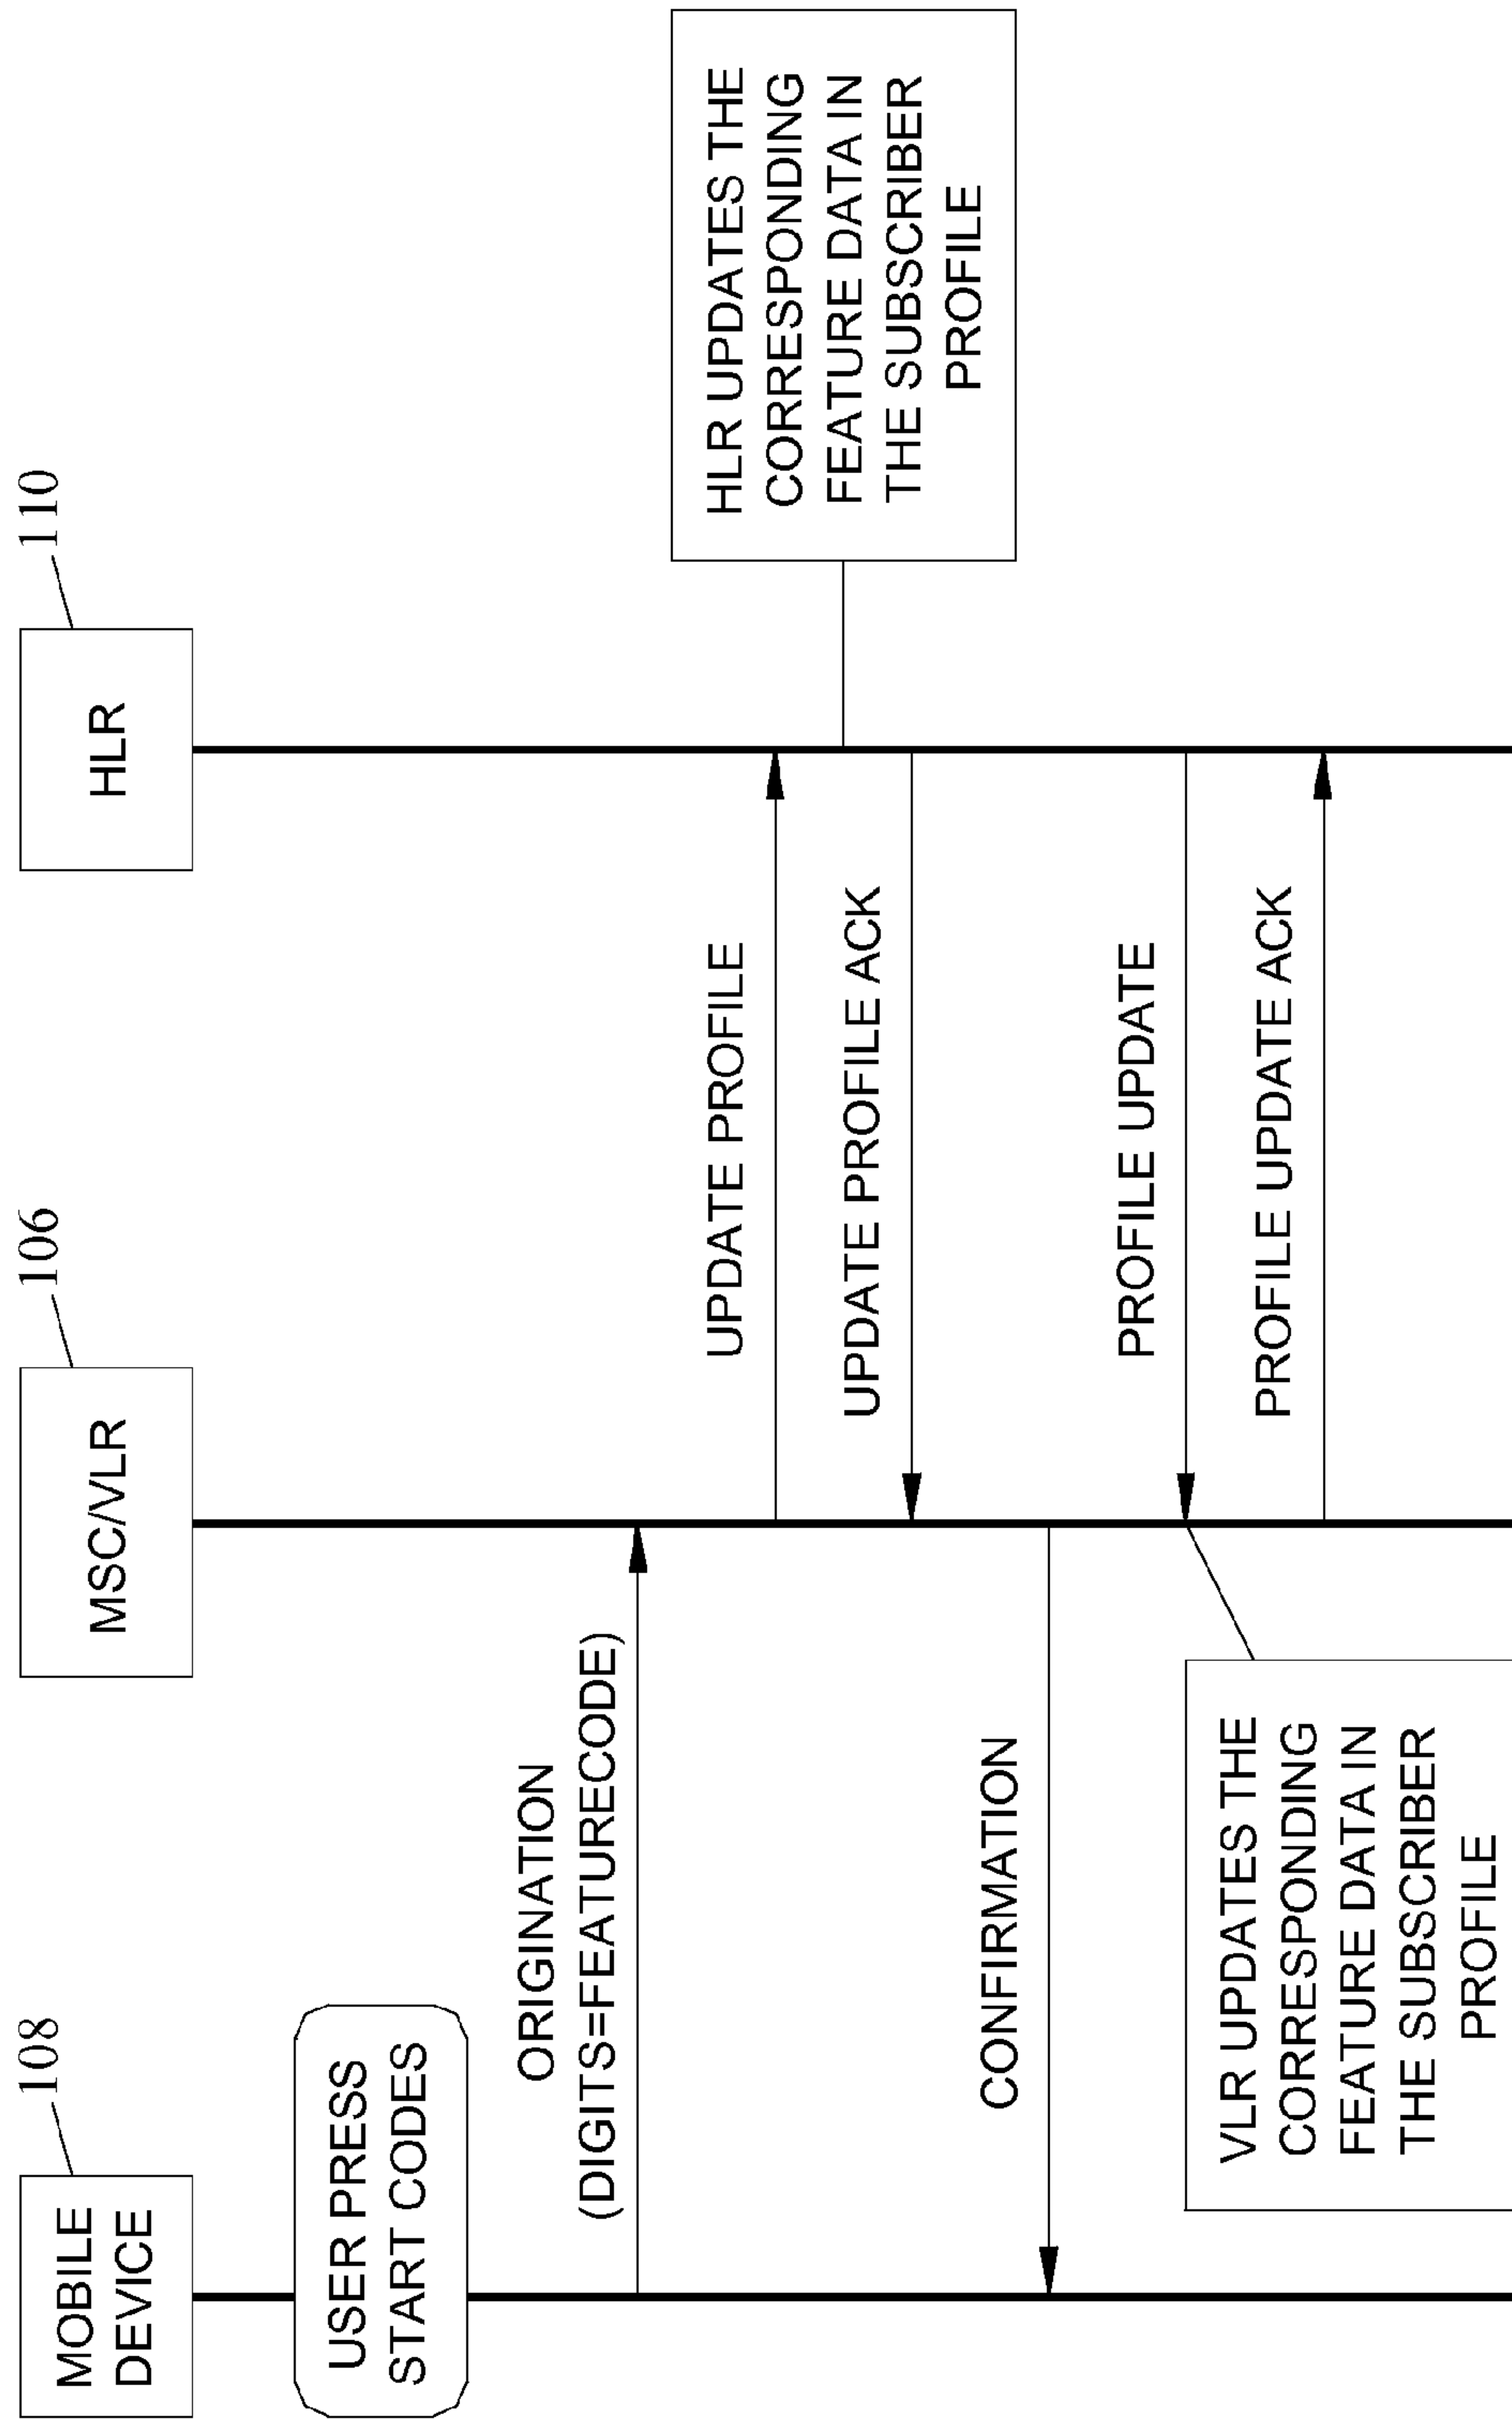 108
MOBILE
DEVICE
106
MSC/VLR
110
HLR
USER PRESS
START CODES
ORIGINATION
(DIGITS=FEATURECODE)
UPDATE PROFILE
HLR UPDATES THE
CORRESPONDING
FEATURE DATA IN
THE SUBSCRIBER
PROFILE
UPDATE PROFILE ACK
CONFIRMATION
PROFILE UPDATE
VLR UPDATES THE
CORRESPONDING
FEATURE DATA IN
THE SUBSCRIBER
PROFILE
PROFILE UPDATE ACK